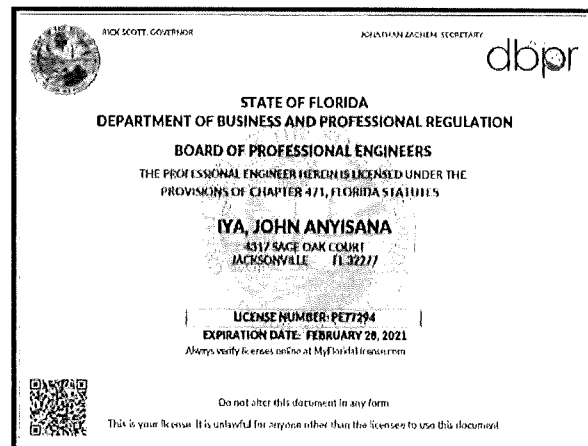 RICK SCOTT, GOVERNOR
JONATHAN ZACHEM, SECRETARY
dbpr
STATE OF FLORIDA
DEPARTMENT OF BUSINESS AND PROFESSIONAL REGULATION
BOARD OF PROFESSIONAL ENGINEERS
THE PROFESSIONAL ENGINEER HEREIN IS LICENSED UNDER THE
PROVISIONS OF CHAPTER 471, FLORIDA STATUTES
IYA, JOHN ANYISANA
4317 SAGE OAK COURT
JACKSONVILLE FL 32277
LICENSE NUMBER: PE77294
EXPIRATION DATE: FEBRUARY 28, 2021
Always verify licenses online at MyFloridaLicense.com
Do not alter this document in any form.
This is your license. It is unlawful for anyone other than the licensee to use this document.